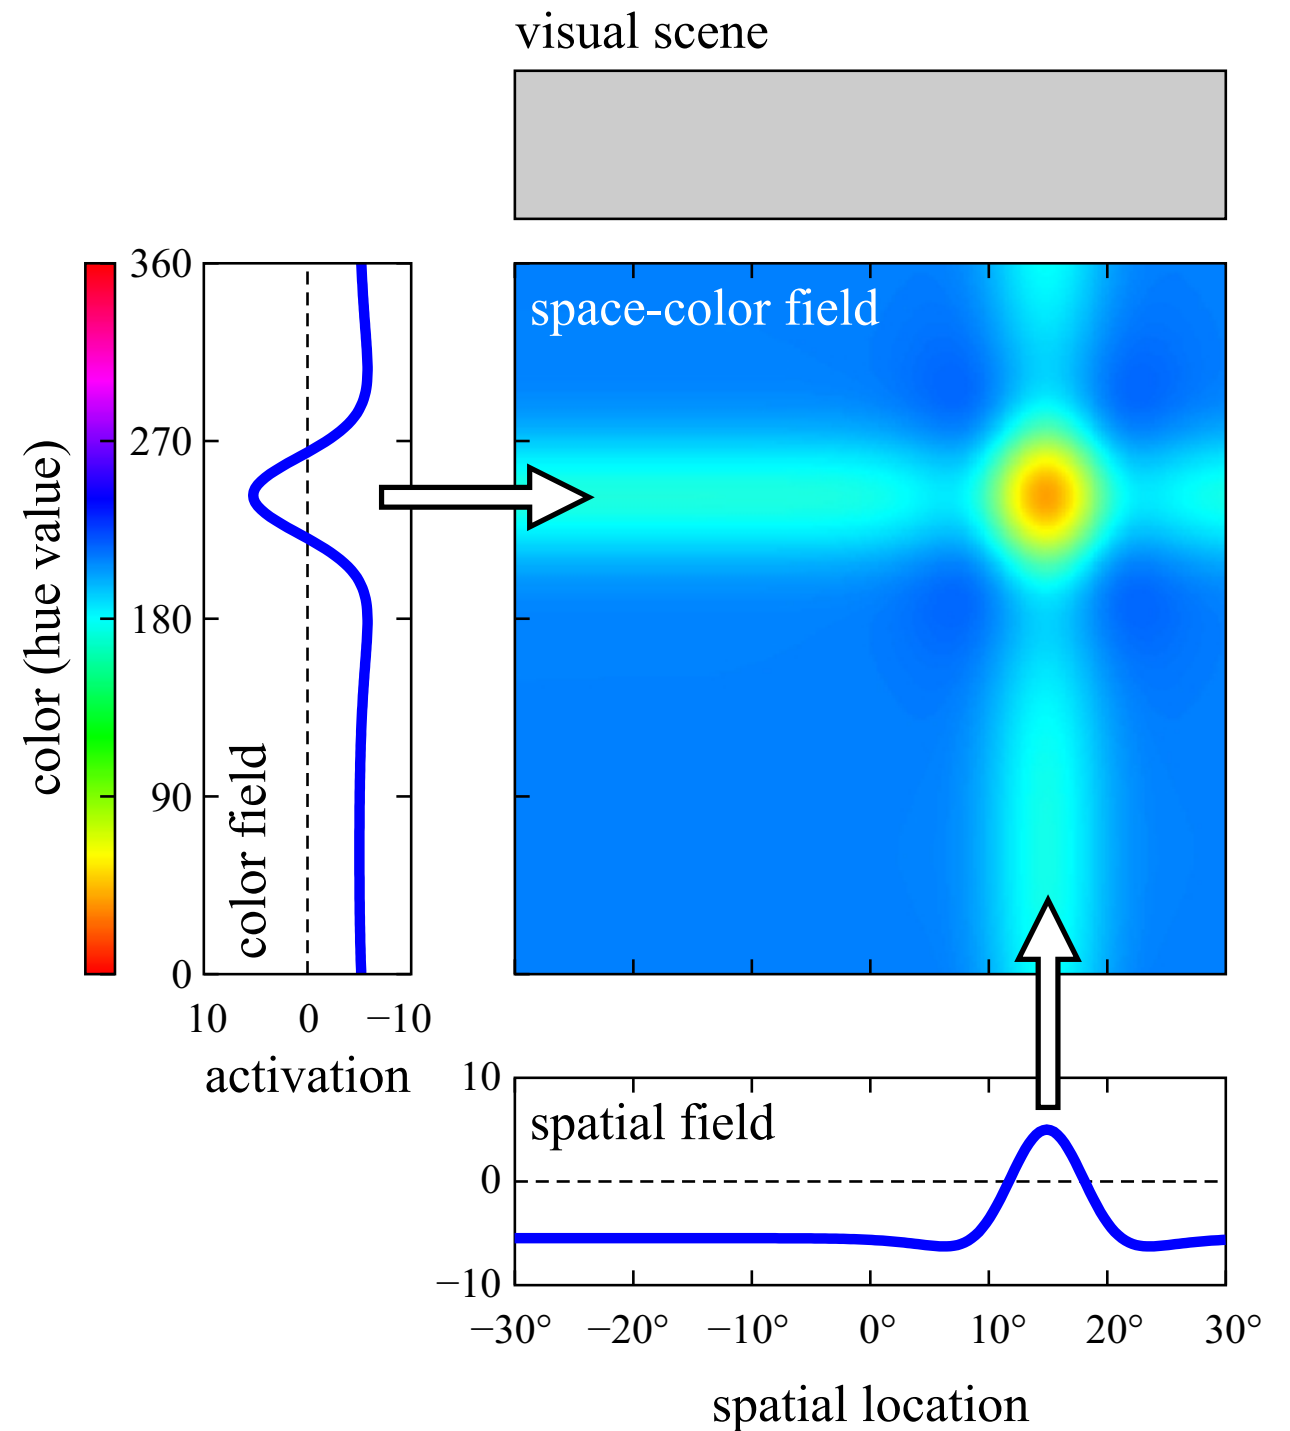 visual scene
space-color field
color (hue value)
360
270
180
90
0
color field
10 0 −10
activation
spatial field
10
0
−10
−30° −20° −10° 0° 10° 20° 30°
spatial location